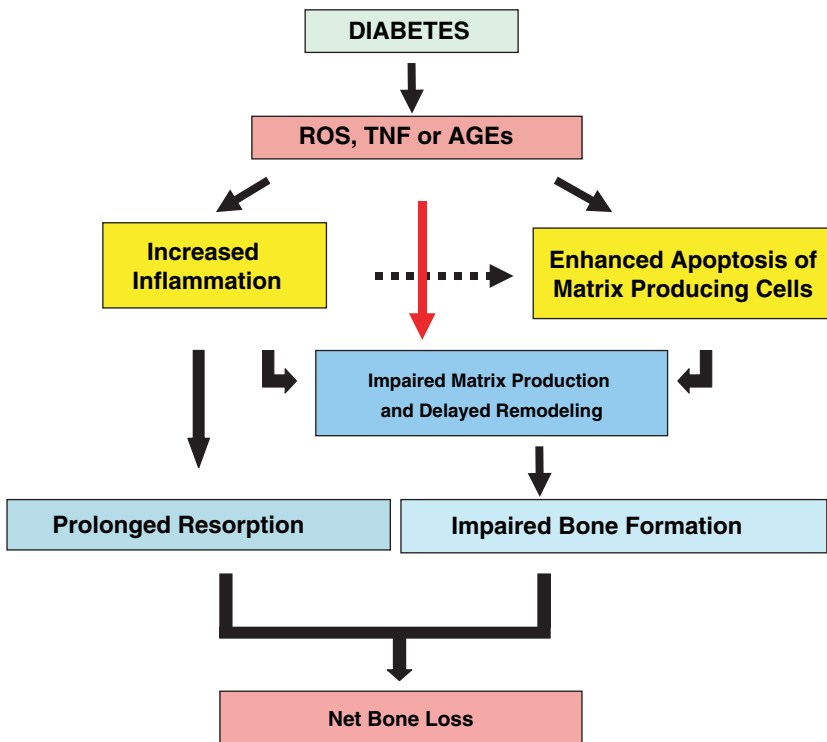 DIABETES
ROS, TNF or AGEs
Increased
Inflammation
Enhanced Apoptosis of
Matrix Producing Cells
Impaired Matrix Production
and Delayed Remodeling
Prolonged Resorption
Impaired Bone Formation
Net Bone Loss